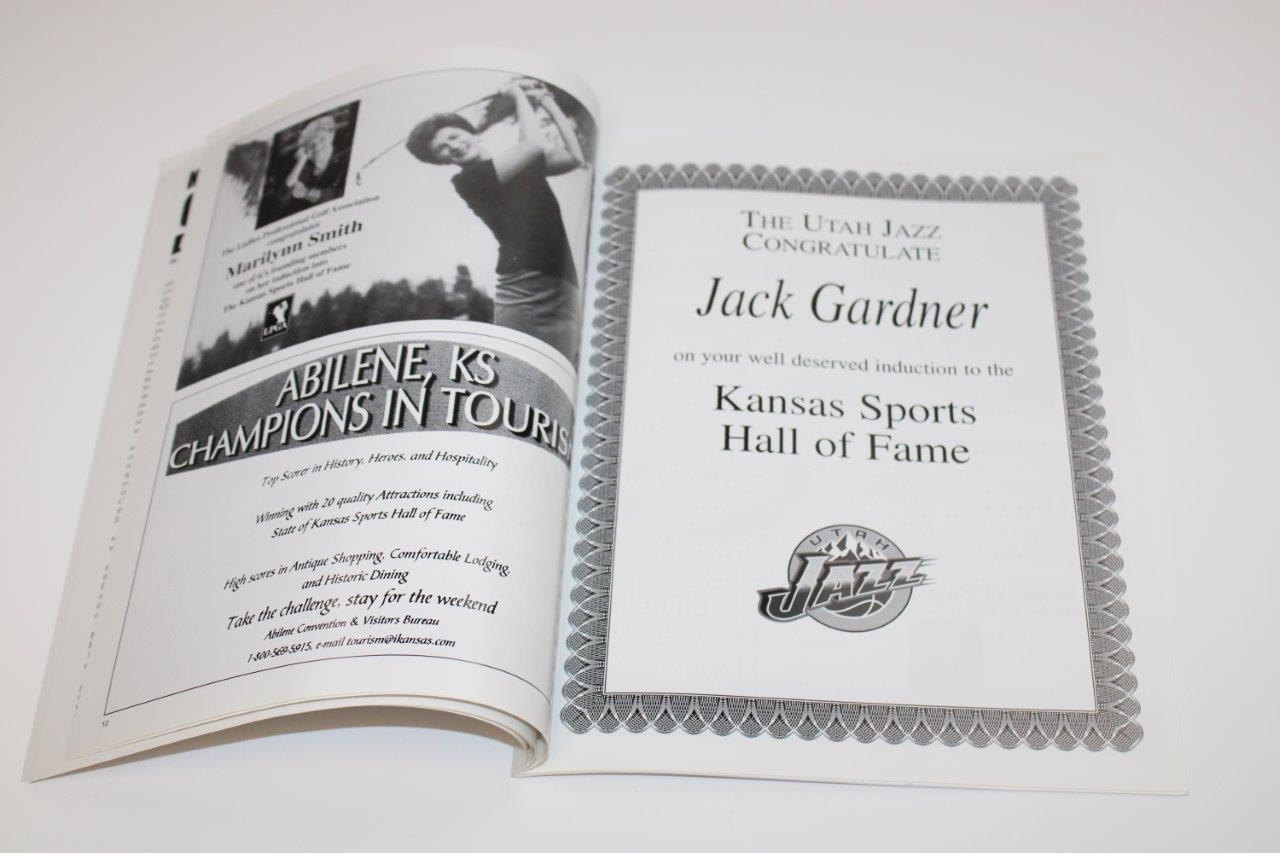 The Ladies Professional Golf Association
congratulates
Marilynn Smith
one of it's founding members
on her induction into
The Kansas Sports Hall of Fame
LPGA
ABILENE, KS
CHAMPIONS IN TOURIS
Top Scorer in History, Heroes, and Hospitality
Winning with 20 quality Attractions including
State of Kansas Sports Hall of Fame
High scores in Antique Shopping, Comfortable Lodging,
and Historic Dining
Take the challenge, stay for the weekend
Abilene Convention & Visitors Bureau
1-800-569-5915, e-mail tourism@ikansas.com
10
THE UTAH JAZZ
CONGRATULATE
Jack Gardner
on your well deserved induction to the
Kansas Sports
Hall of Fame
UTAH
JAZZ